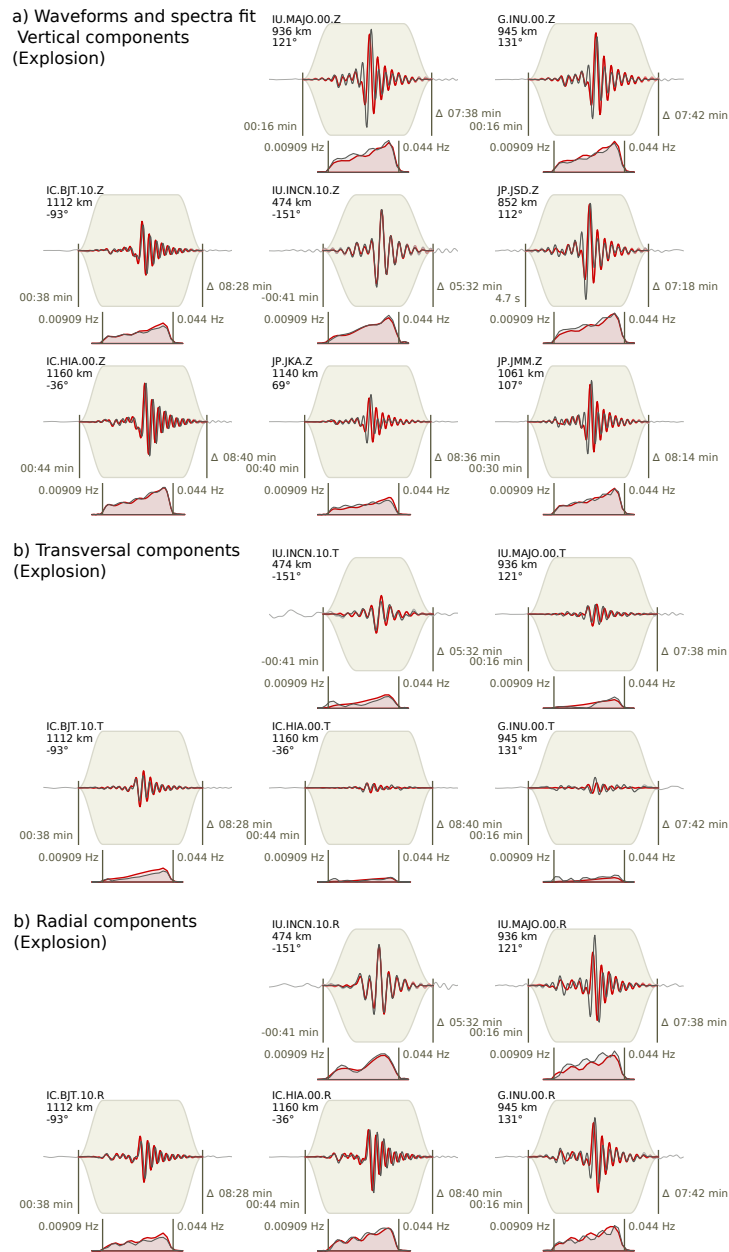 a) Waveforms and spectra fit
Vertical components
(Explosion)
IU.MAJO.00.Z
936 km
121°
00:16 min
Δ 07:38 min
0.00909 Hz
0.044 Hz
G.INU.00.Z
945 km
131°
00:16 min
Δ 07:42 min
0.00909 Hz
0.044 Hz
IC.BJT.10.Z
1112 km
-93°
00:38 min
Δ 08:28 min
0.00909 Hz
0.044 Hz
IU.INCN.10.Z
474 km
-151°
-00:41 min
Δ 05:32 min
0.00909 Hz
0.044 Hz
JP.JSD.Z
852 km
112°
4.7 s
Δ 07:18 min
0.00909 Hz
0.044 Hz
IC.HIA.00.Z
1160 km
-36°
00:44 min
Δ 08:40 min
0.00909 Hz
0.044 Hz
JP.JKA.Z
1140 km
69°
00:40 min
Δ 08:36 min
0.00909 Hz
0.044 Hz
JP.JMM.Z
1061 km
107°
00:30 min
Δ 08:14 min
0.00909 Hz
0.044 Hz
b) Transversal components
(Explosion)
IU.INCN.10.T
474 km
-151°
-00:41 min
Δ 05:32 min
0.00909 Hz
0.044 Hz
IU.MAJO.00.T
936 km
121°
00:16 min
Δ 07:38 min
0.00909 Hz
0.044 Hz
IC.BJT.10.T
1112 km
-93°
00:38 min
Δ 08:28 min
0.00909 Hz
0.044 Hz
IC.HIA.00.T
1160 km
-36°
00:44 min
Δ 08:40 min
0.00909 Hz
0.044 Hz
G.INU.00.T
945 km
131°
00:16 min
Δ 07:42 min
0.00909 Hz
0.044 Hz
b) Radial components
(Explosion)
IU.INCN.10.R
474 km
-151°
-00:41 min
Δ 05:32 min
0.00909 Hz
0.044 Hz
IU.MAJO.00.R
936 km
121°
00:16 min
Δ 07:38 min
0.00909 Hz
0.044 Hz
IC.BJT.10.R
1112 km
-93°
00:38 min
Δ 08:28 min
0.00909 Hz
0.044 Hz
IC.HIA.00.R
1160 km
-36°
00:44 min
Δ 08:40 min
0.00909 Hz
0.044 Hz
G.INU.00.R
945 km
131°
00:16 min
Δ 07:42 min
0.00909 Hz
0.044 Hz